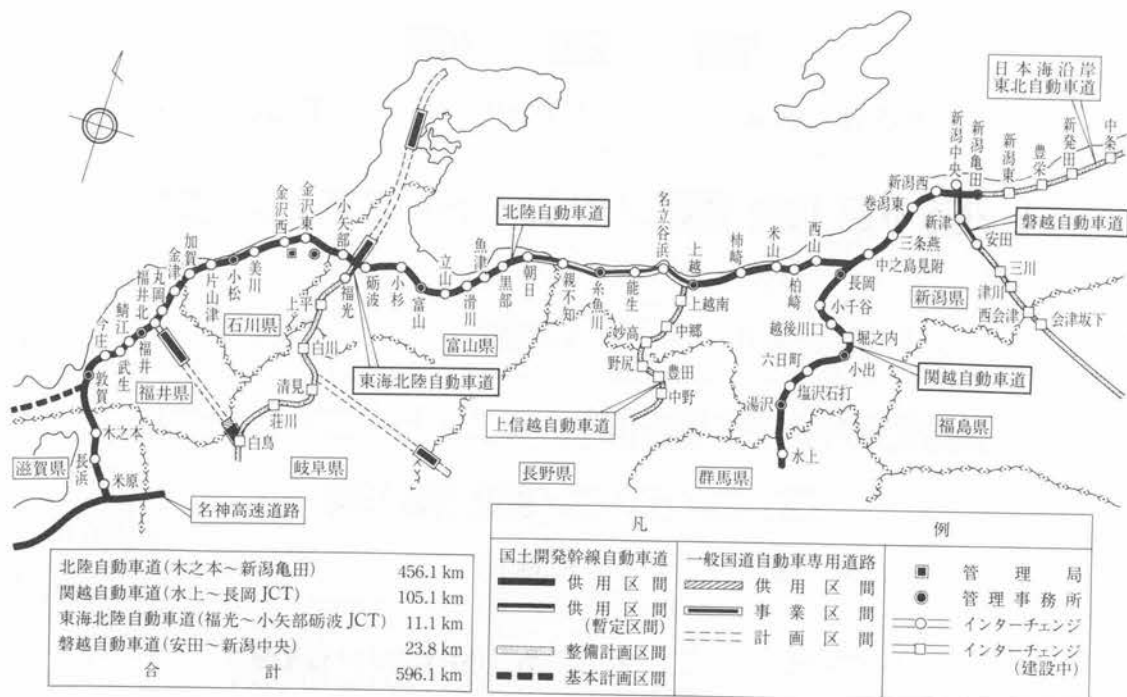 日本海沿岸
東北自動車道
中条
新発田
豊栄
新潟東
新潟亀田
新潟中央
新潟西
巻潟東
新津
磐越自動車道
安田
三川
津川
西会津
会津坂下
三条燕
中之島見附
新潟県
長岡
小千谷
越後川口
堀之内
六日町
小出
関越自動車道
塩沢石打
湯沢
水上
福島県
群馬県
西山
柏崎
米山
柿崎
上越
上越南
中郷
妙高
野尻
豊田
中野
上信越自動車道
長野県
名立谷浜
能生
糸魚川
親不知
朝日
北陸自動車道
黒部
魚津
滑川
立山
富山
小杉
砺波
富山県
小矢部
福光
東海北陸自動車道
金沢東
金沢西
上平
白川
清見
荘川
白鳥
岐阜県
石川県
美川
小松
片山津
加賀
金津
丸岡
福井北
福井
鯖江
武生
今庄
敦賀
福井県
木之本
長浜
米原
滋賀県
名神高速道路
北陸自動車道(木之本～新潟亀田) 456.1 km
関越自動車道(水上～長岡JCT) 105.1 km
東海北陸自動車道(福光～小矢部砺波JCT) 11.1 km
磐越自動車道(安田～新潟中央) 23.8 km
合計 596.1 km
凡例
国土開発幹線自動車道
供用区間
供用区間
(暫定区間)
整備計画区間
基本計画区間
一般国道自動車専用道路
供用区間
事業区間
計画区間
管理局
管理事務所
インターチェンジ
インターチェンジ
(建設中)